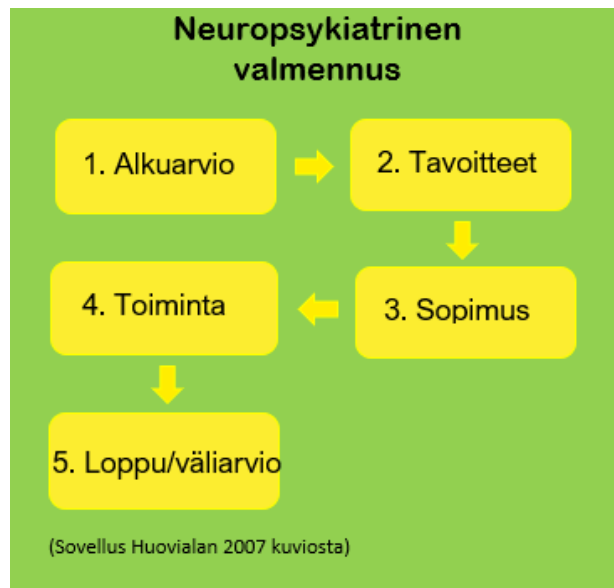 Neuropsykiatrinen
valmennus
1. Alkuarvio
2. Tavoitteet
3. Sopimus
4. Toiminta
5. Loppu/väliarvio
(Sovellus Huovialan 2007 kuviosta)